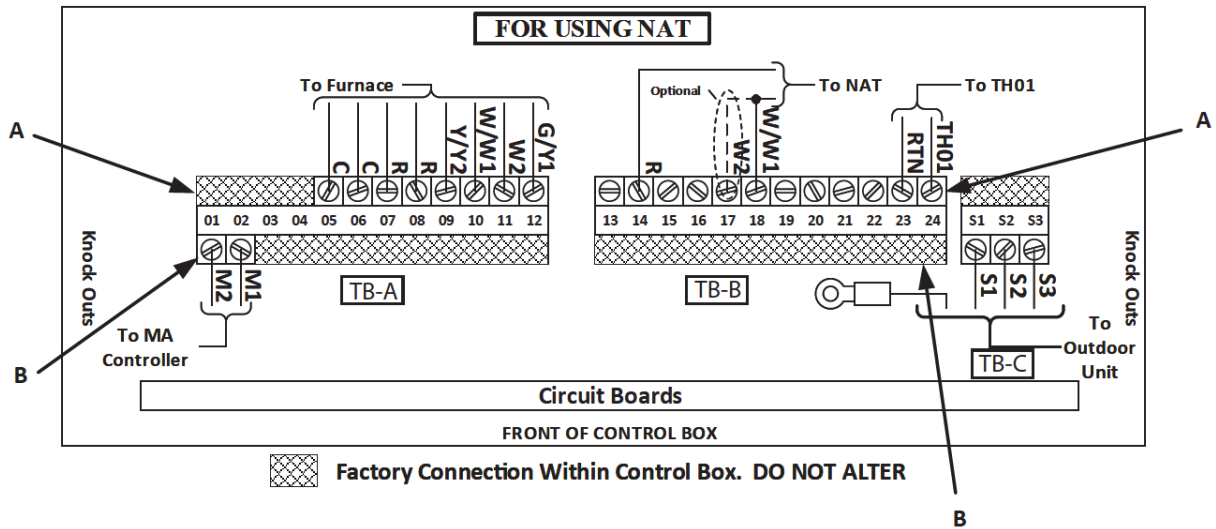 FOR USING NAT
To Furnace
Optional
To NAT
To TH01
A
A
C C R R Y/Y2 W/W1 W2 G/Y1
R W2 W/W1 RTN TH01
01 02 03 04 05 06 07 08 09 10 11 12
13 14 15 16 17 18 19 20 21 22 23 24
S1 S2 S3
Knock Outs
Knock Outs
M2 M1
TB-A
TB-B
S1 S2 S3
To MA
Controller
To
Outdoor
Unit
TB-C
B
B
Circuit Boards
FRONT OF CONTROL BOX
Factory Connection Within Control Box. DO NOT ALTER